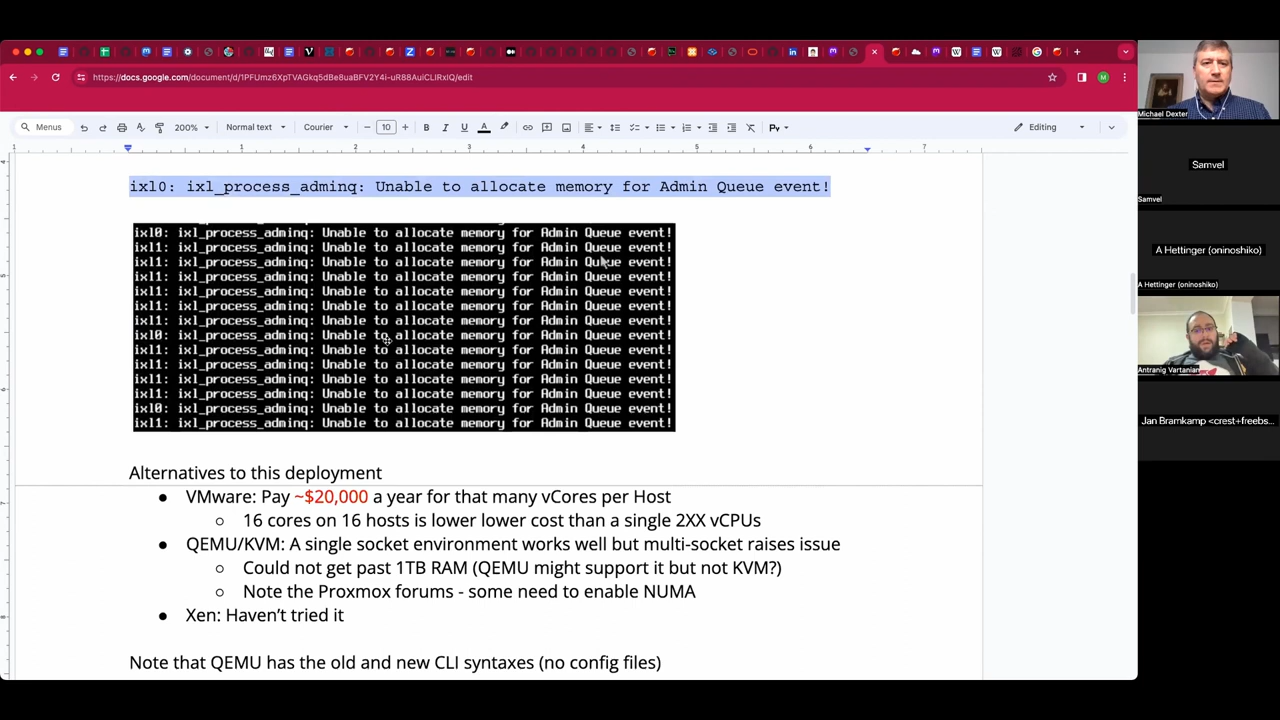 https://docs.google.com/document/d/1PFUmz6XpTVAGkq5dBe8uaBFV2Y4i-uR88AuiCLIRxIQ/edit
Menus
200%
Normal text
Courier
10
Editing
1
1
2
3
4
5
6
7
ixl0: ixl_process_adminq: Unable to allocate memory for Admin Queue event!
ixl0: ixl_process_adminq: Unable to allocate memory for Admin Queue event!
ixl1: ixl_process_adminq: Unable to allocate memory for Admin Queue event!
ixl1: ixl_process_adminq: Unable to allocate memory for Admin Queue event!
ixl1: ixl_process_adminq: Unable to allocate memory for Admin Queue event!
ixl1: ixl_process_adminq: Unable to allocate memory for Admin Queue event!
ixl1: ixl_process_adminq: Unable to allocate memory for Admin Queue event!
ixl1: ixl_process_adminq: Unable to allocate memory for Admin Queue event!
ixl0: ixl_process_adminq: Unable to allocate memory for Admin Queue event!
ixl1: ixl_process_adminq: Unable to allocate memory for Admin Queue event!
ixl1: ixl_process_adminq: Unable to allocate memory for Admin Queue event!
ixl1: ixl_process_adminq: Unable to allocate memory for Admin Queue event!
ixl1: ixl_process_adminq: Unable to allocate memory for Admin Queue event!
ixl0: ixl_process_adminq: Unable to allocate memory for Admin Queue event!
ixl1: ixl_process_adminq: Unable to allocate memory for Admin Queue event!
Alternatives to this deployment
● VMware: Pay ~$20,000 a year for that many vCores per Host
○ 16 cores on 16 hosts is lower lower cost than a single 2XX vCPUs
● QEMU/KVM: A single socket environment works well but multi-socket raises issue
○ Could not get past 1TB RAM (QEMU might support it but not KVM?)
○ Note the Proxmox forums - some need to enable NUMA
● Xen: Haven’t tried it
Note that QEMU has the old and new CLI syntaxes (no config files)
Michael Dexter
Samvel
Samvel
A Hettinger (oninoshiko)
A Hettinger (oninoshiko)
Antranig Vartanian
Jan Bramkamp <crest+freebs...